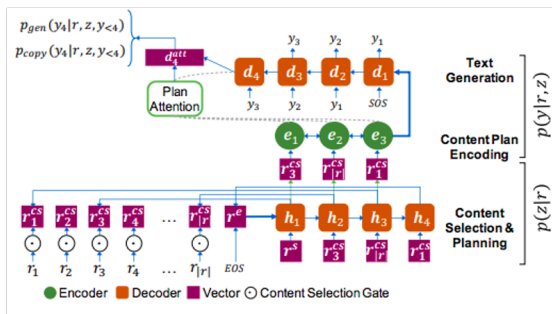 p_gen(y_4|r, z, y_{<4})
p_copy(y_4|r, z, y_{<4})
d_4^{att}
y_3 y_2 y_1
d_4 d_3 d_2 d_1
y_3 y_2 y_1 SOS
Text
Generation
Plan
Attention
p(y|r, z)
e_1 e_2 e_3
Content Plan
Encoding
r_3^{cs} r_{|r|}^{cs} r_1^{cs}
r_1^{cs} r_2^{cs} r_3^{cs} r_4^{cs} ... r_{|r|}^{cs} r^e h_1 h_2 h_3 h_4
Content
Selection &
Planning
p(z|r)
r_1 r_2 r_3 r_4 ... r_{|r|} EOS r^s r_3^{cs} r_{|r|}^{cs} r_1^{cs}
Encoder Decoder Vector Content Selection Gate